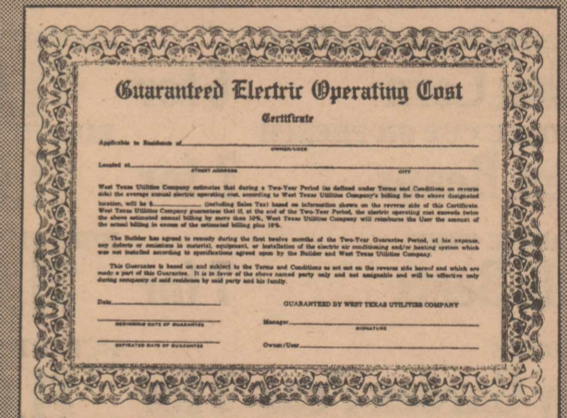 Guaranteed Electric Operating Cost
Certificate
Applicable to Residence of
OWNER/USER
Located at
STREET ADDRESS CITY
West Texas Utilities Company estimates that during a Two-Year Period (as defined under Terms and Conditions on reverse
side) the average annual electric operating cost, according to West Texas Utilities Company's billing for the above designated
location, will be $ (including Sales Tax) based on information shown on the reverse side of this Certificate.
West Texas Utilities Company guarantees that if, at the end of the Two-Year Period, the electric operating cost exceeds twice
the above estimated annual billing by more than 10%, West Texas Utilities Company will reimburse the User the amount of
the actual billing in excess of the estimated billing plus 10%.
The Builder has agreed to remedy during the first twelve months of the Two-Year Guarantee Period, at his expense,
any defects or omissions in material, equipment, or installation of the electric air conditioning and/or heating system which
was not installed according to specifications agreed upon by the Builder and West Texas Utilities Company.
This Guarantee is based on and subject to the Terms and Conditions as set out on the reverse side hereof and which are
made a part of this Guarantee. It is in favor of the above named party only and not assignable and will be effective only
during occupancy of said residence by said party and his family.
Date GUARANTEED BY WEST TEXAS UTILITIES COMPANY
BEGINNING DATE OF GUARANTEE
Manager
SIGNATURE
EXPIRATION DATE OF GUARANTEE
Owner/User